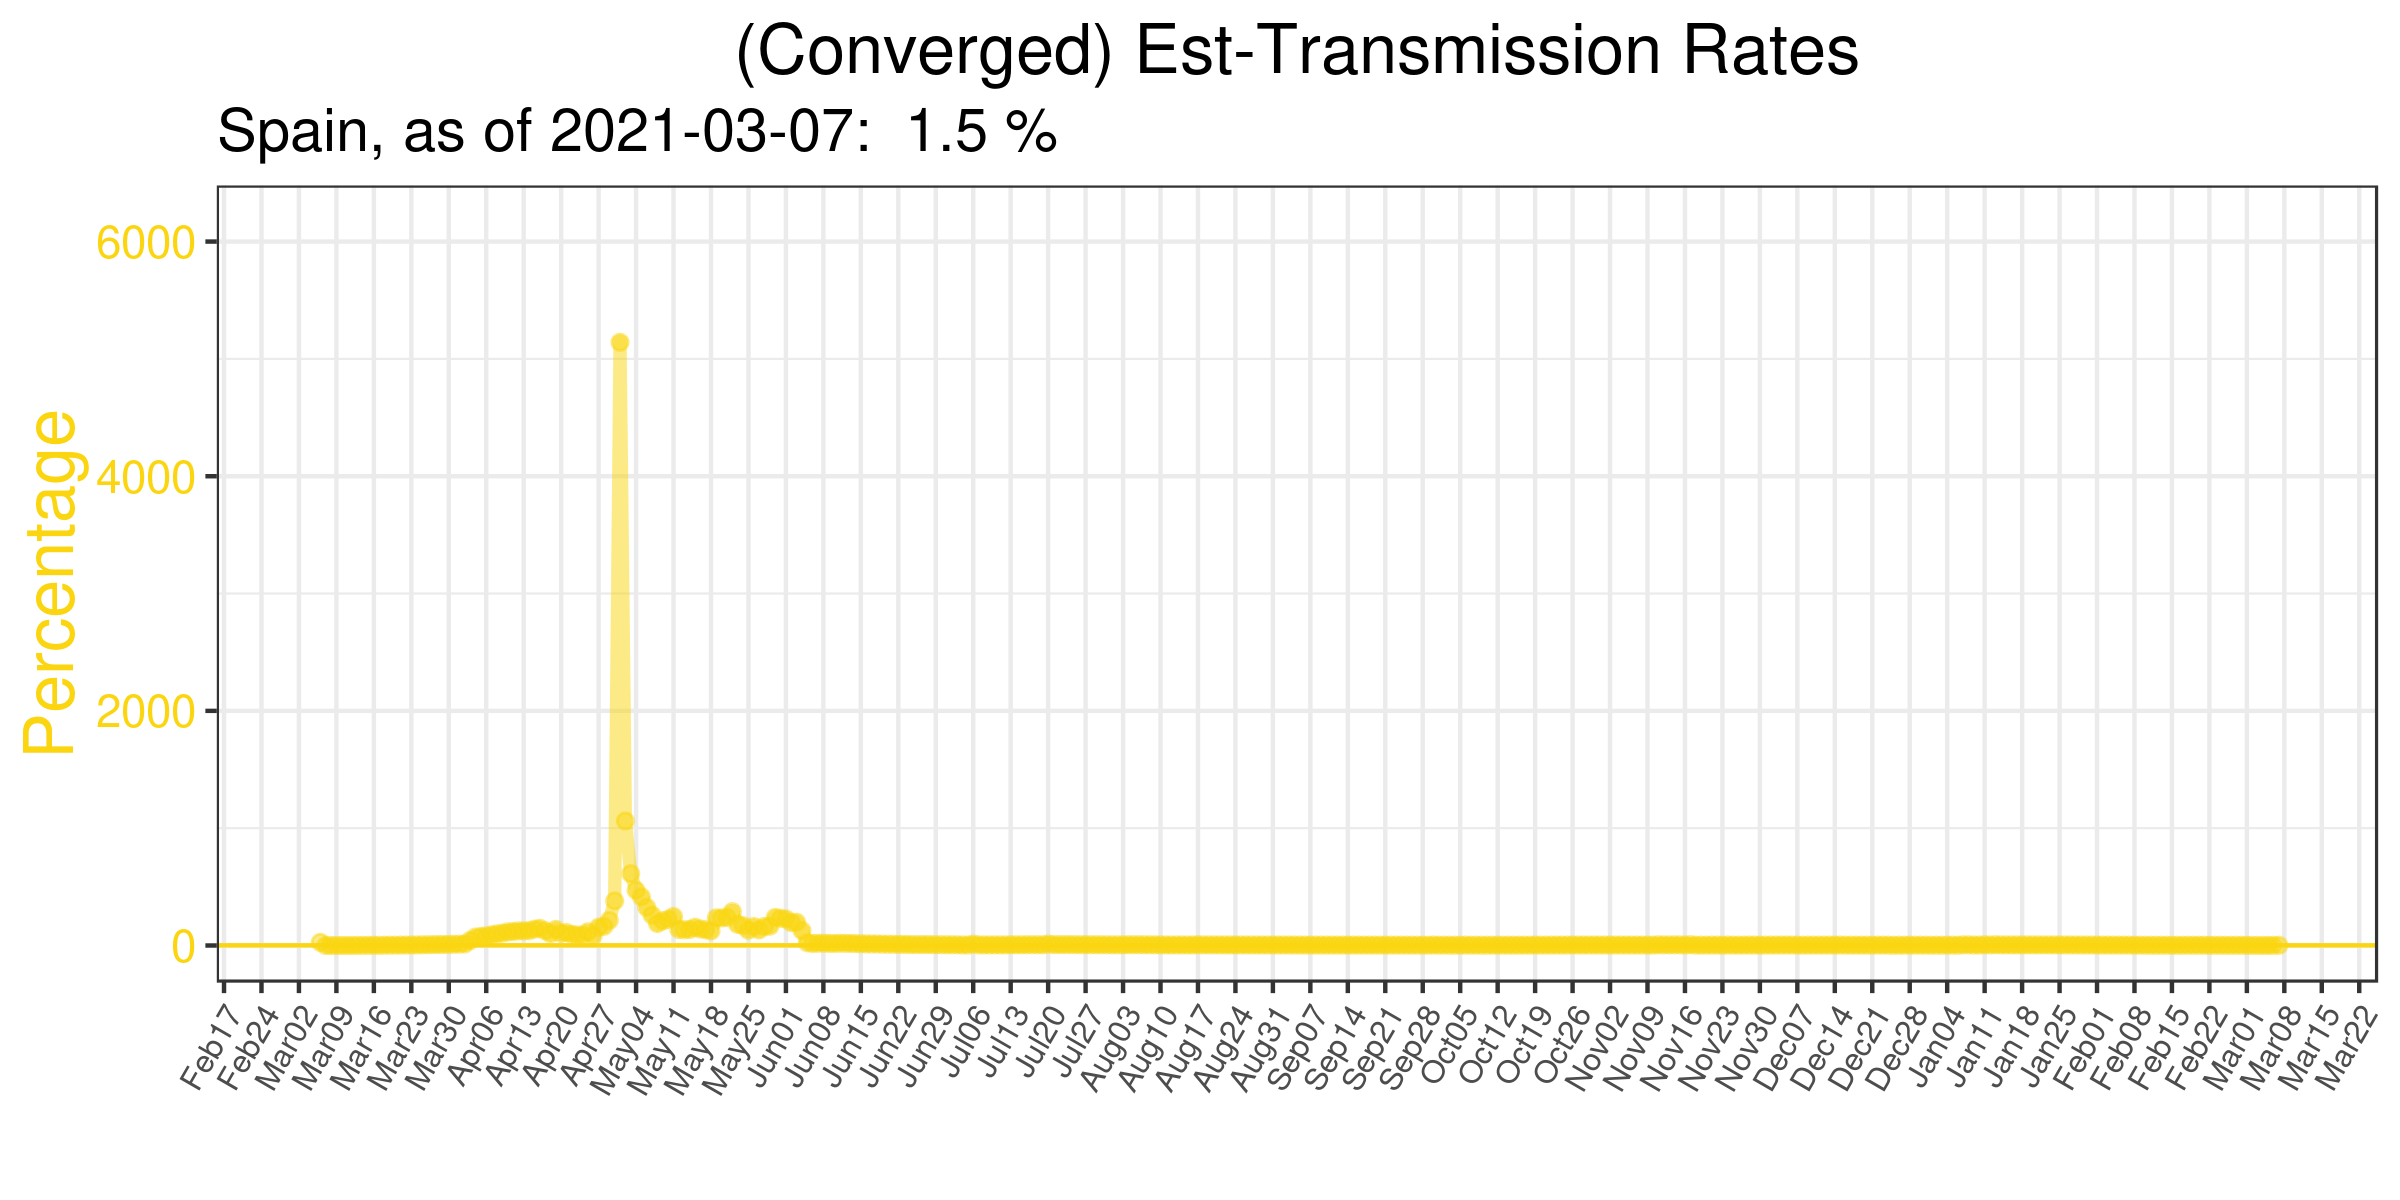 (Converged) Est-Transmission Rates
Spain, as of 2021-03-07:  1.5 %
Percentage
6000
4000
2000
0
Feb17
Feb24
Mar02
Mar09
Mar16
Mar23
Mar30
Apr06
Apr13
Apr20
Apr27
May04
May11
May18
May25
Jun01
Jun08
Jun15
Jun22
Jun29
Jul06
Jul13
Jul20
Jul27
Aug03
Aug10
Aug17
Aug24
Aug31
Sep07
Sep14
Sep21
Sep28
Oct05
Oct12
Oct19
Oct26
Nov02
Nov09
Nov16
Nov23
Nov30
Dec07
Dec14
Dec21
Dec28
Jan04
Jan11
Jan18
Jan25
Feb01
Feb08
Feb15
Feb22
Mar01
Mar08
Mar15
Mar22